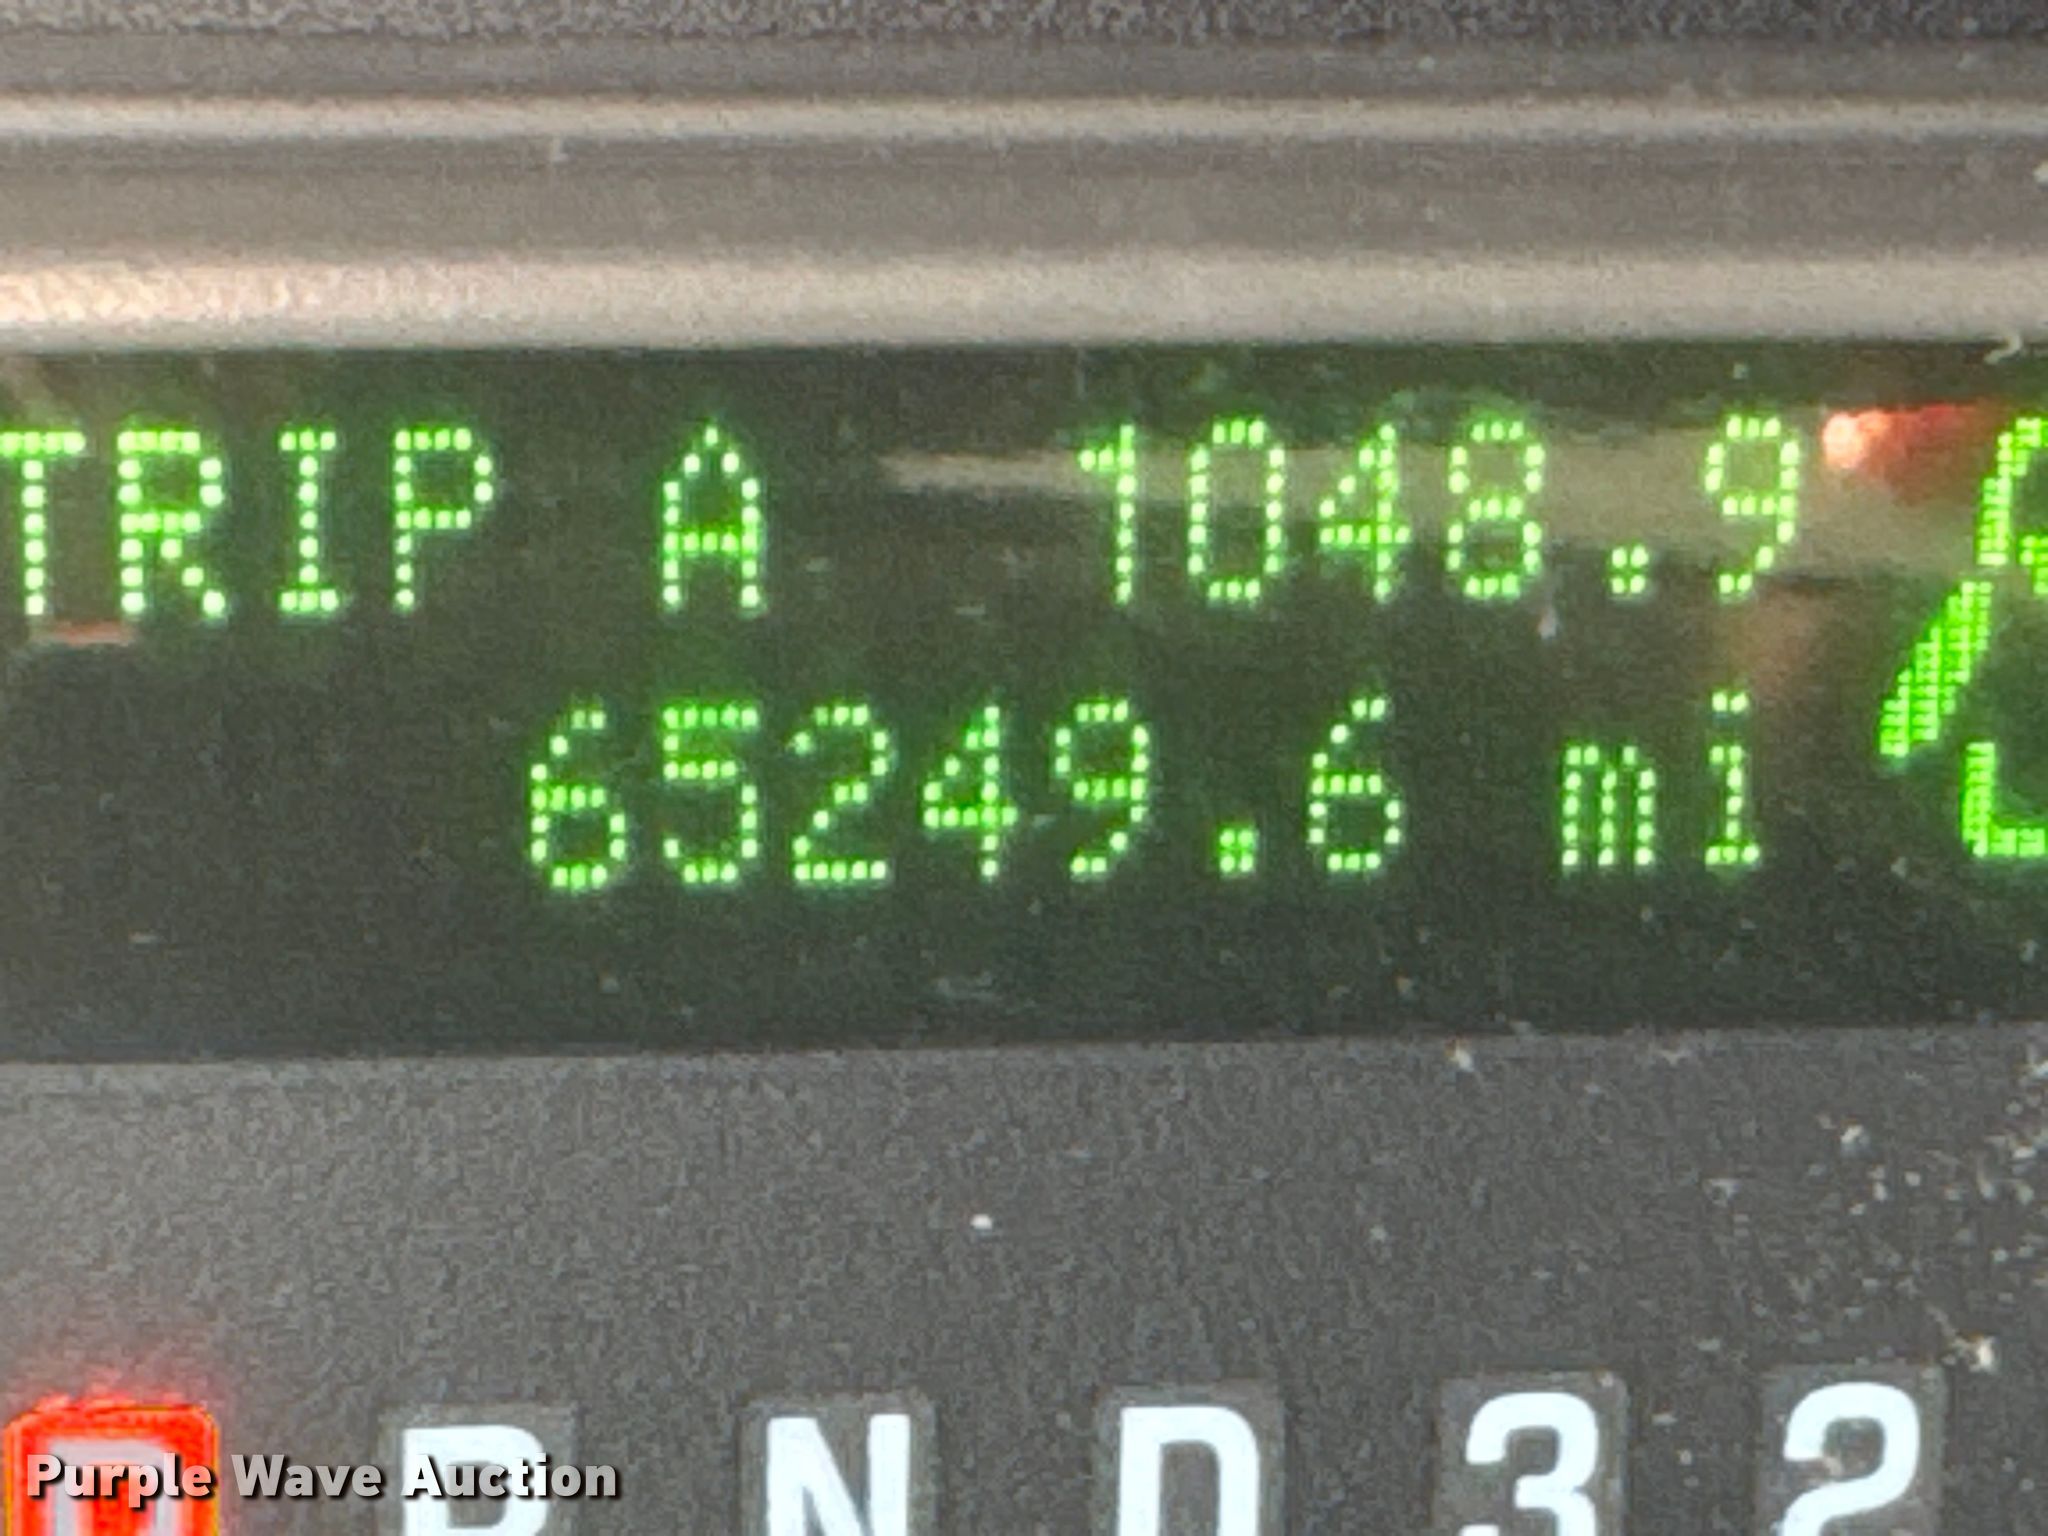 TRIP A 1048.9
65249.6 mi
P R N D 3 2
Purple Wave Auction